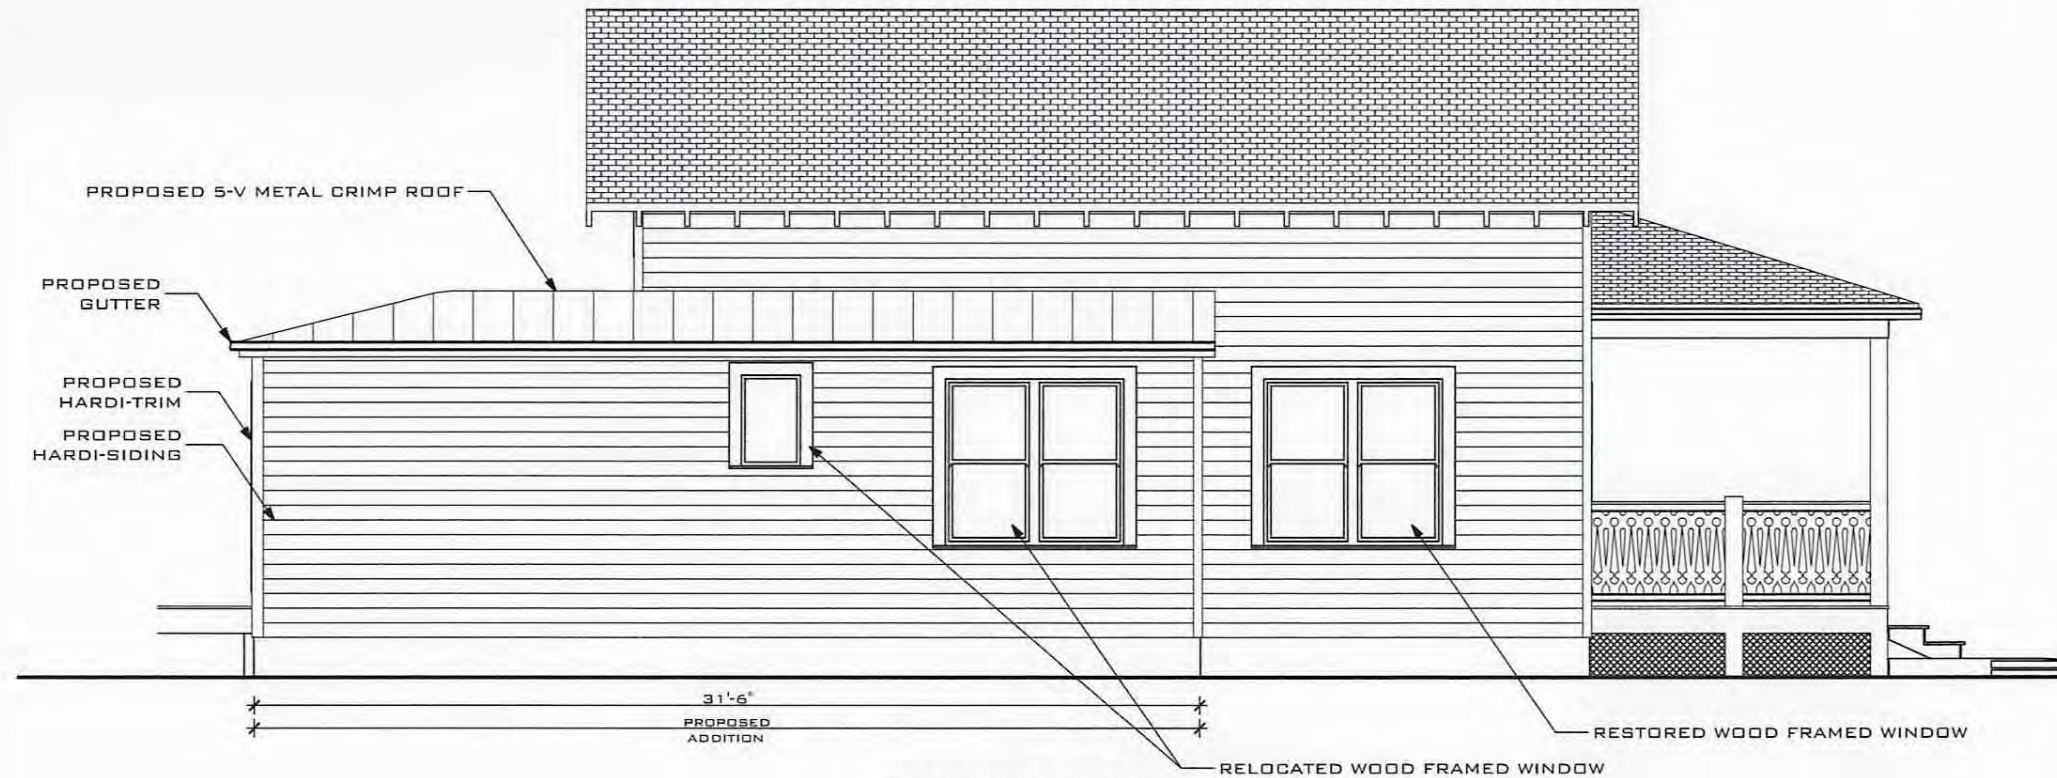 PROPOSED 5-V METAL CRIMP ROOF
PROPOSED
GUTTER
PROPOSED
HARDI-TRIM
PROPOSED
HARDI-SIDING
31'-6"
PROPOSED
ADDITION
RESTORED WOOD FRAMED WINDOW
RELOCATED WOOD FRAMED WINDOW